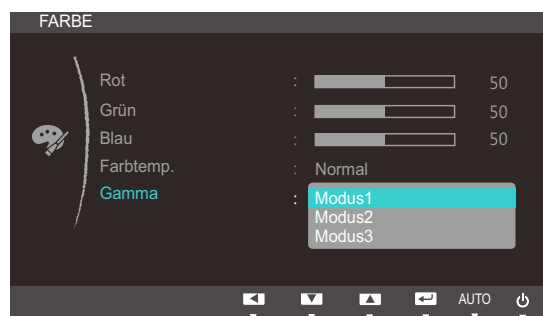 FARBE
Rot : 50
Grün : 50
Blau : 50
Farbtemp. : Normal
Gamma : Modus1
Modus2
Modus3
AUTO